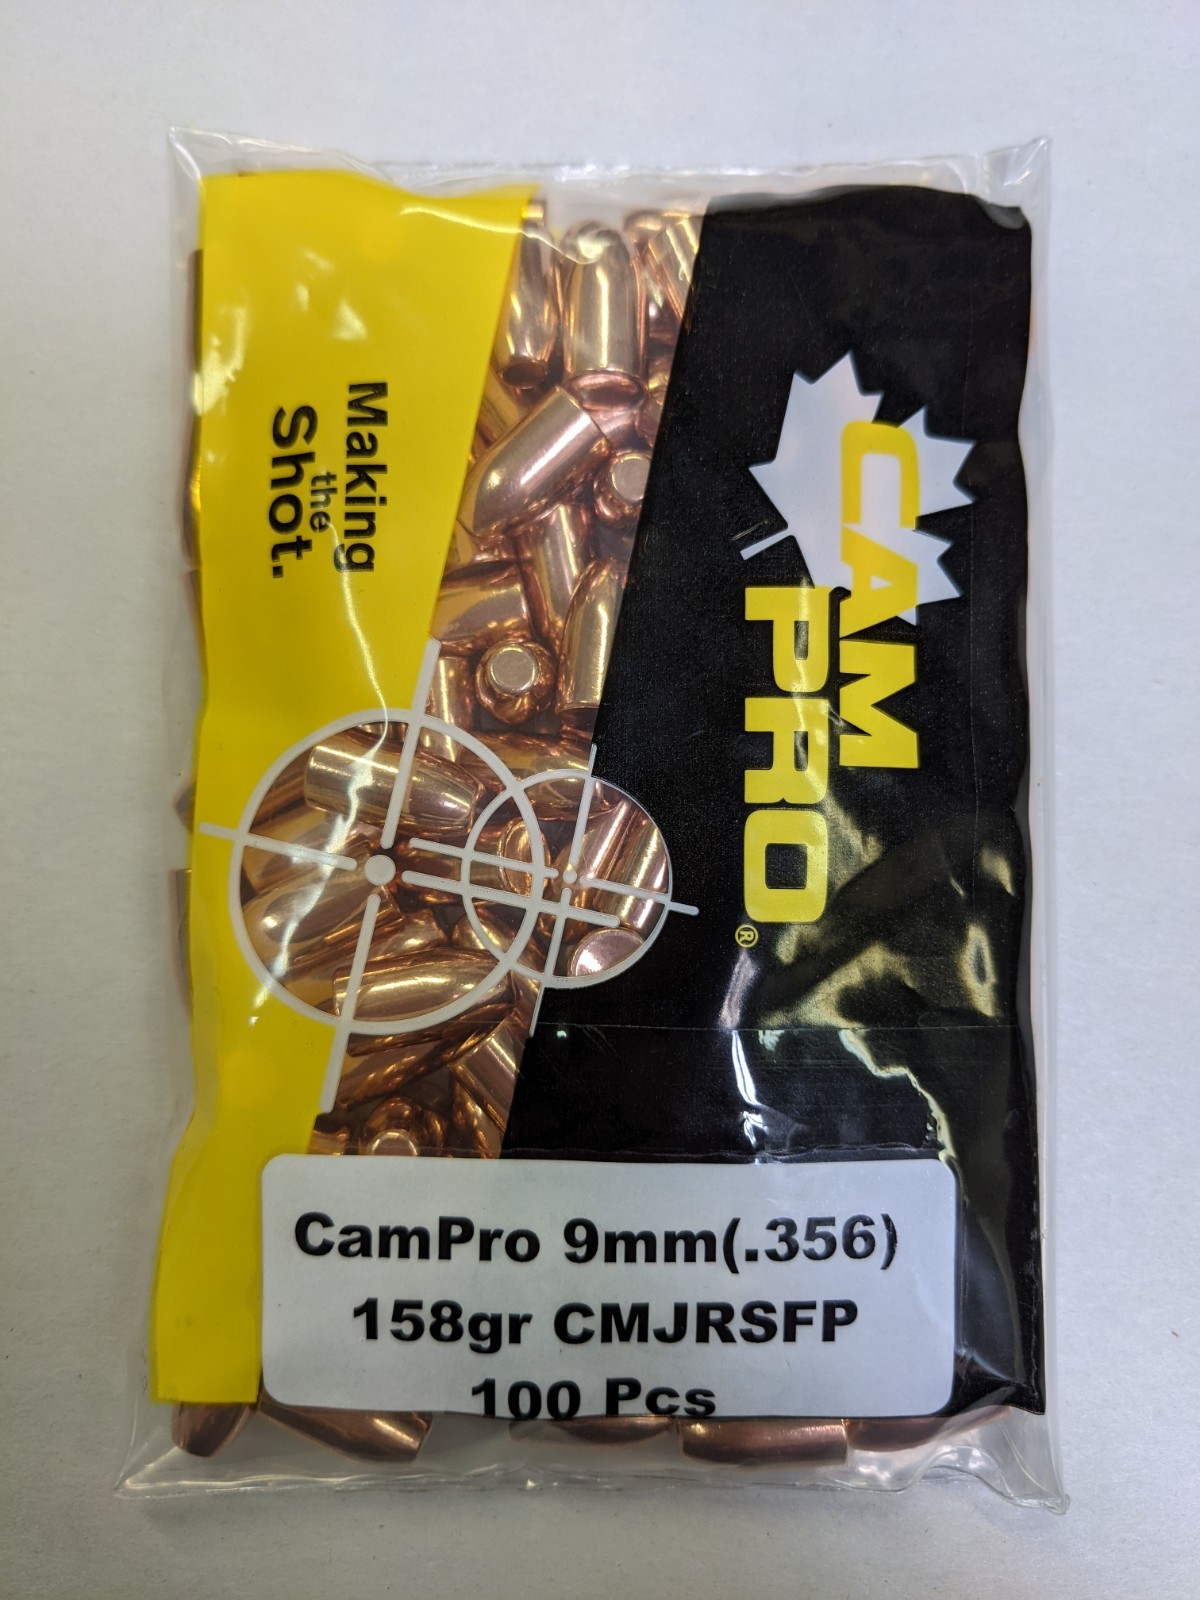 Making
the
Shot.
CAM
PRO®
CamPro 9mm(.356)
158gr CMJRSFP
100 Pcs